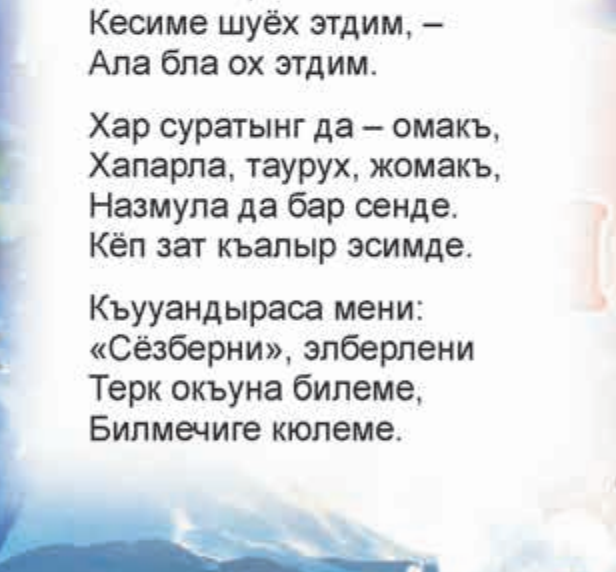 Кесиме шуёх этдим, –
Ала бла ох этдим.
Хар суратынг да – омакъ,
Хапарла, таурух, жомакъ,
Назмула да бар сенде.
Кёп зат къалыр эсимде.
Къууандыраса мени:
«Сёзберни», элберлени
Терк окъуна билеме,
Билмечиге кюлеме.